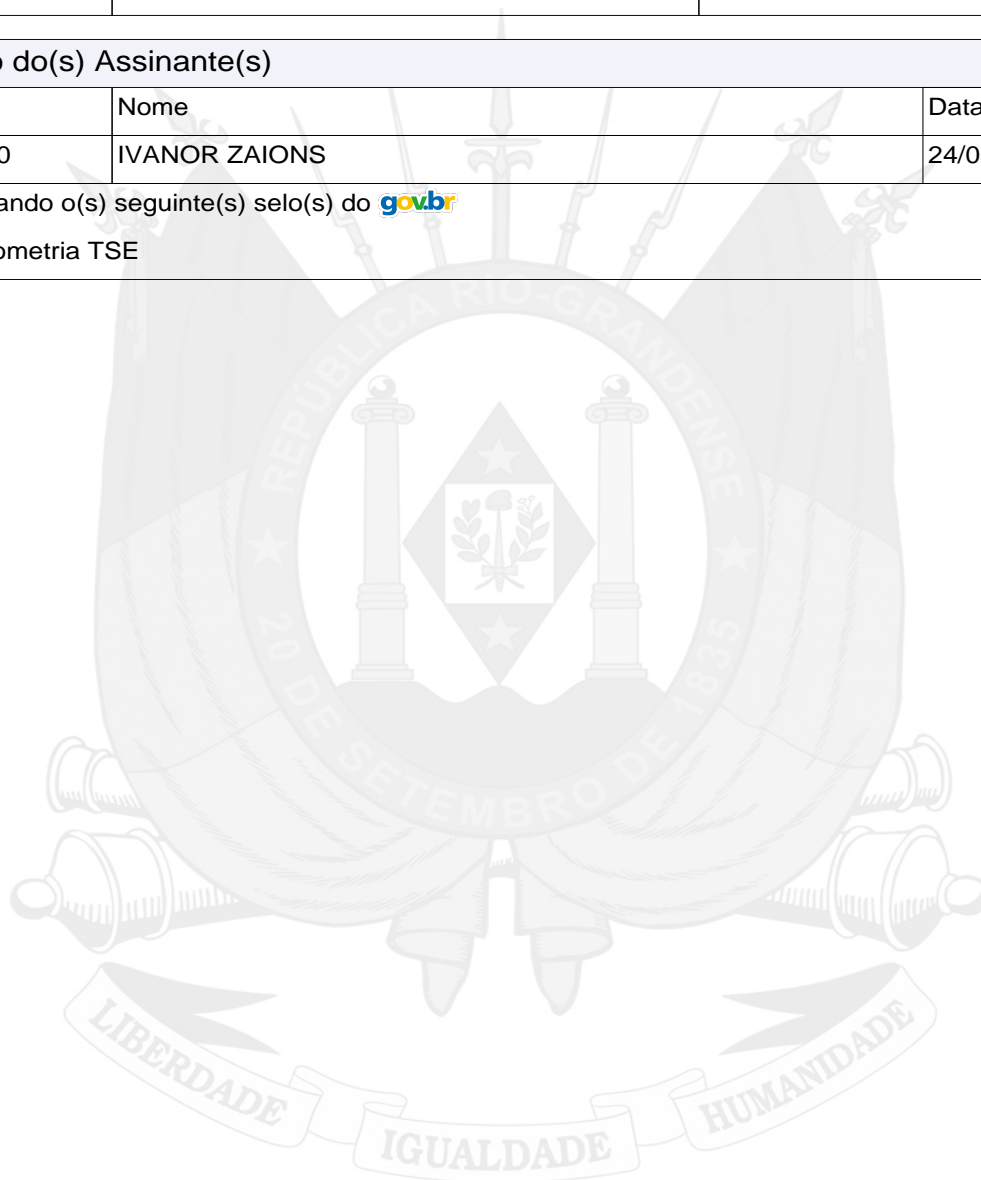 o do(s) Assinante(s)
Nome Data
0 IVANOR ZAIONS 24/0
ando o(s) seguinte(s) selo(s) do gov.br
ometria TSE
REPÚBLICA RIO-GRANDENSE
20 DE SETEMBRO DE 1835
LIBERDADE IGUALDADE HUMANIDADE